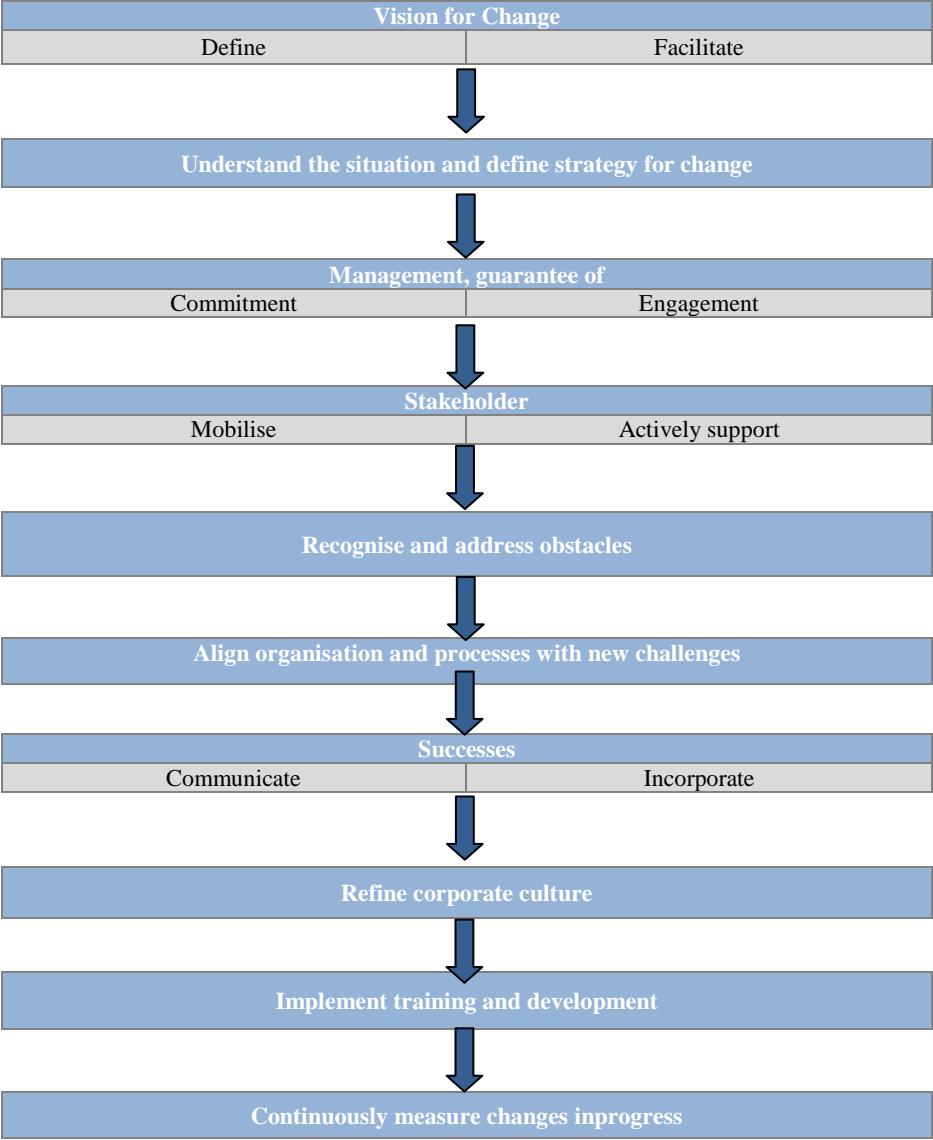 Vision for Change
Define Facilitate
Understand the situation and define strategy for change
Management, guarantee of
Commitment Engagement
Stakeholder
Mobilise Actively support
Recognise and address obstacles
Align organisation and processes with new challenges
Successes
Communicate Incorporate
Refine corporate culture
Implement training and development
Continuously measure changes inprogress